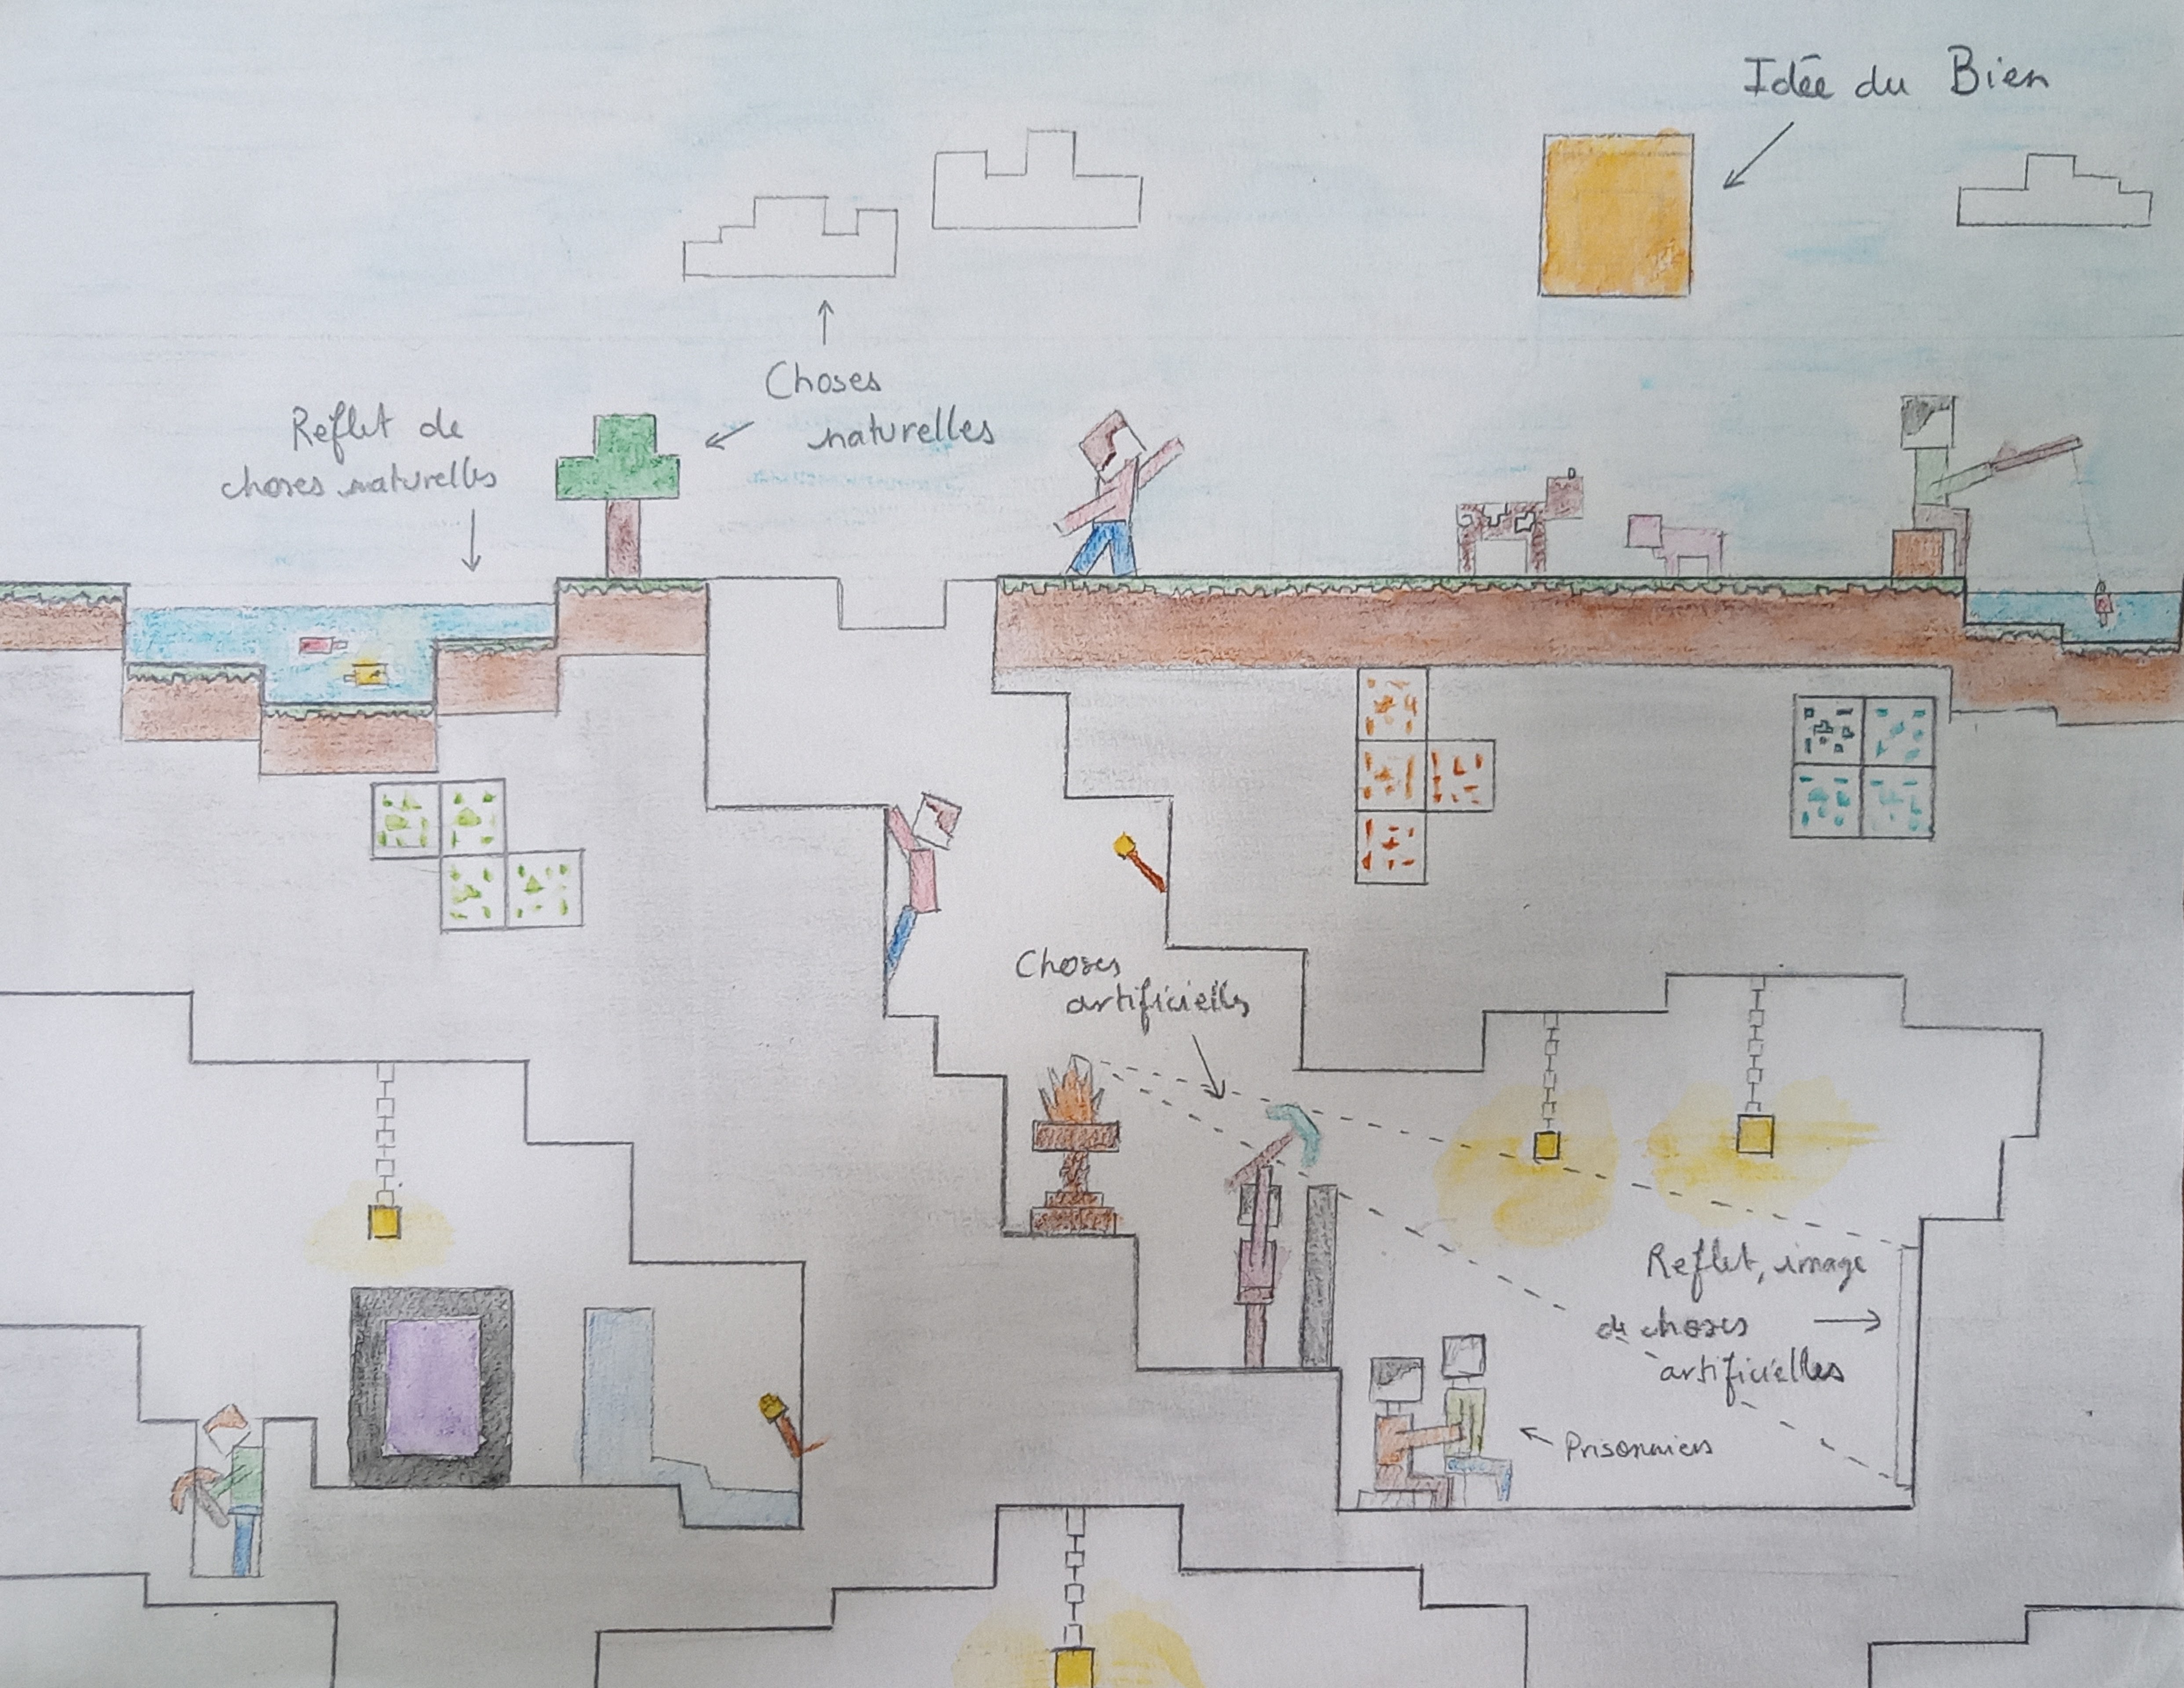 Idée du Bien
Choses
naturelles
Reflet de
choses naturelles
Choses
artificielles
Reflet, image
de choses
artificielles
Prisonniers